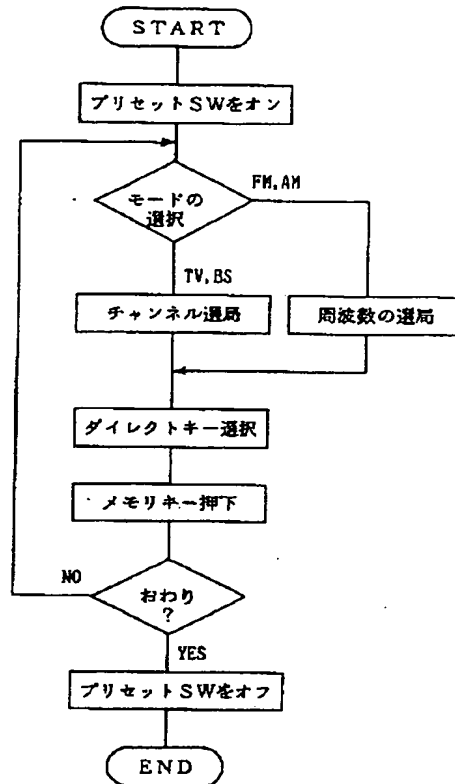 START
プリセットSWをオン
モードの
選択
FM,AM
TV,BS
チャンネル選局
周波数の選局
ダイレクトキー選択
メモリキー押下
NO
おわり
?
YES
プリセットSWをオフ
END